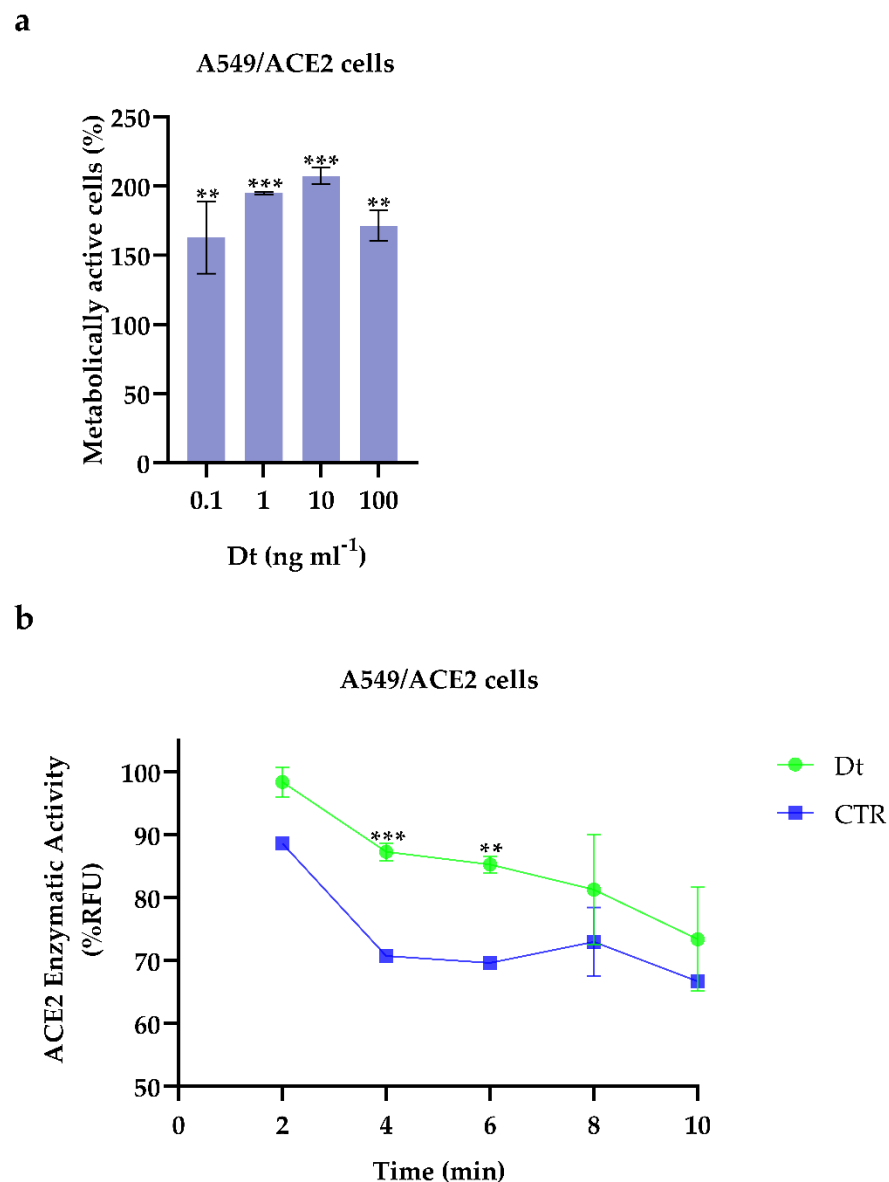 a
A549/ACE2 cells
Metabolically active cells (%)
250
200
150
100
50
0
** *** *** **
0.1 1 10 100
Dt (ng ml⁻¹)
b
A549/ACE2 cells
ACE2 Enzymatic Activity
(%RFU)
100
90
80
70
60
50
*** **
Dt
CTR
0 2 4 6 8 10
Time (min)